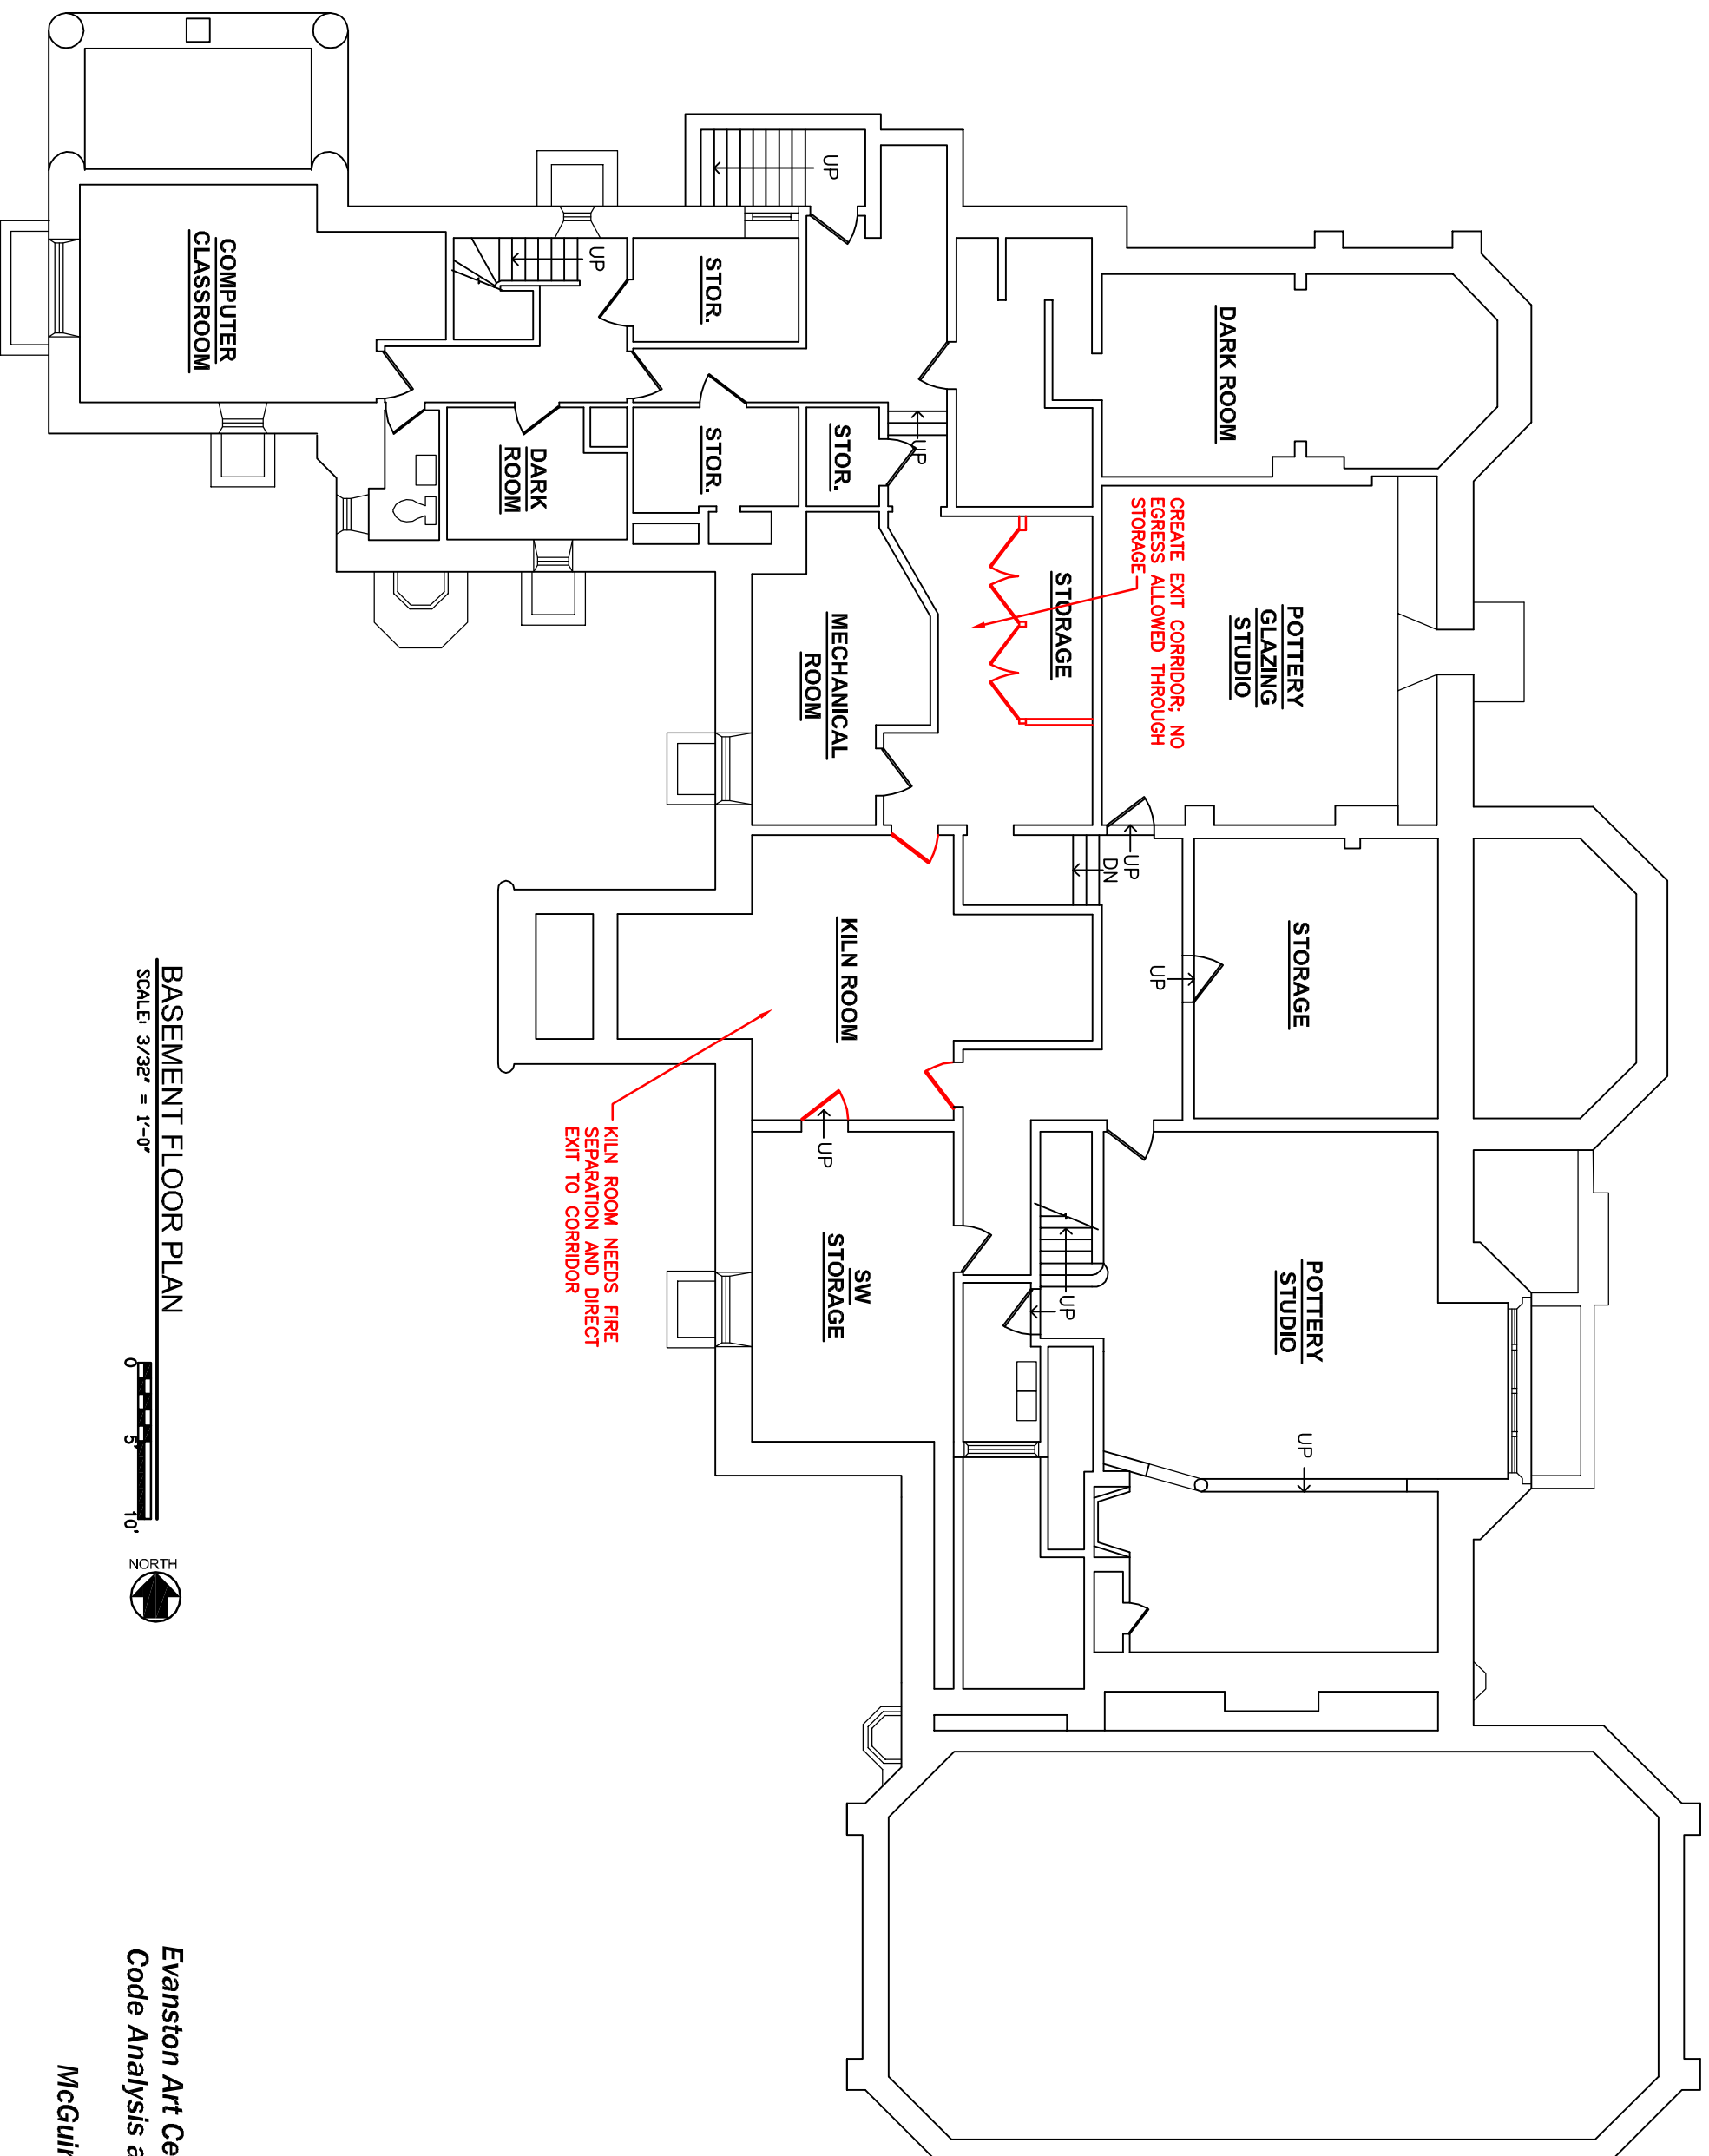 DARK ROOM
POTTERY
GLAZING
STUDIO
STORAGE
POTTERY
STUDIO
UP
CREATE EXIT CORRIDOR; NO
EGRESS ALLOWED THROUGH
STORAGE
UP
DN
UP
STORAGE
UP
UP
UP
STOR.
MECHANICAL
ROOM
KILN ROOM
UP
SW
STORAGE
STOR.
STOR.
UP
DARK
ROOM
KILN ROOM NEEDS FIRE
SEPARATION AND DIRECT
EXIT TO CORRIDOR
COMPUTER
CLASSROOM
BASEMENT FLOOR PLAN
SCALE: 3/32" = 1'-0"
0 5' 10'
NORTH
Evanston Art
Code Analysis